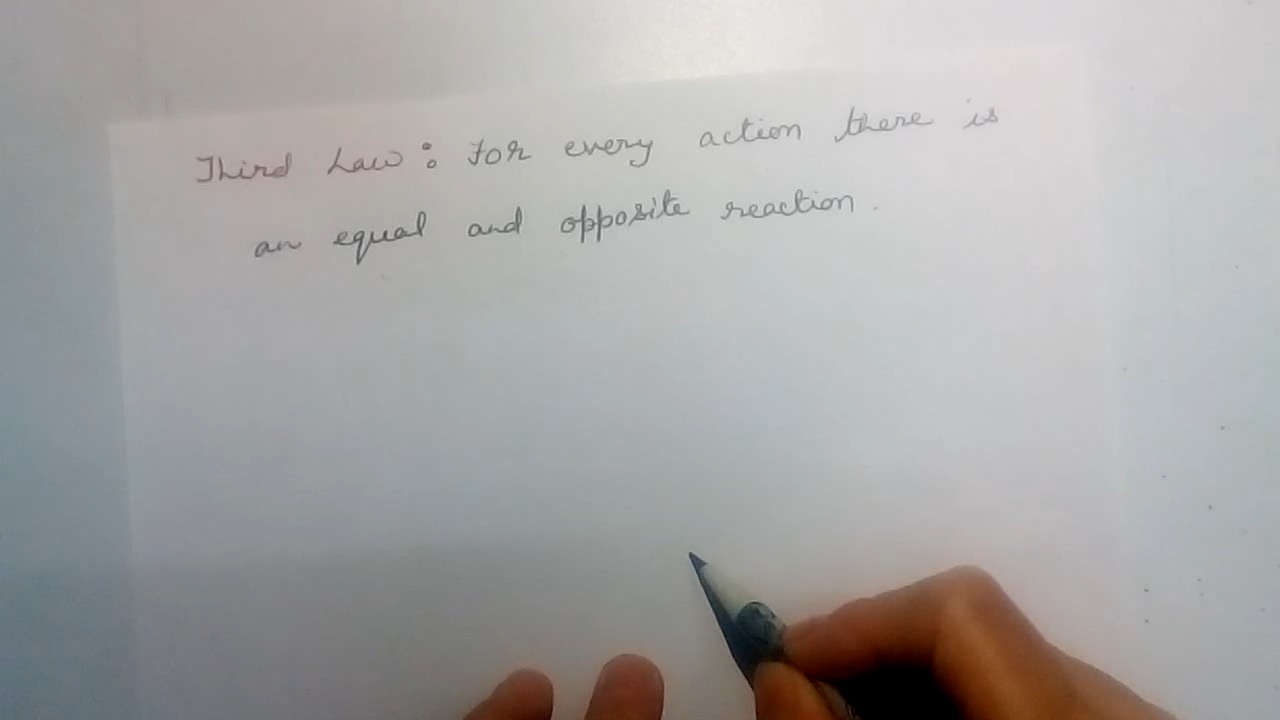 Third Law: For every action there is
an equal and opposite reaction.